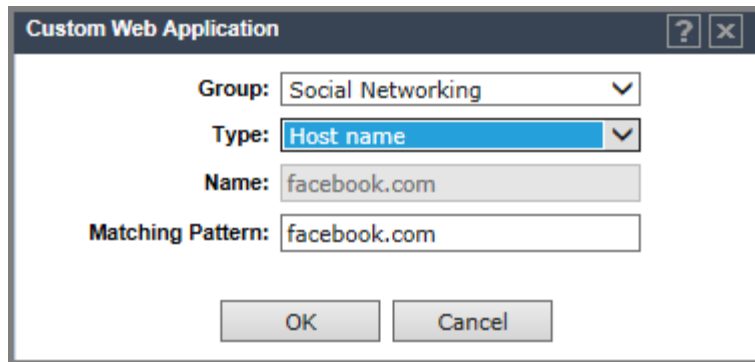 Custom Web Application ? X
Group: Social Networking
Type: Host name
Name: facebook.com
Matching Pattern: facebook.com
OK Cancel